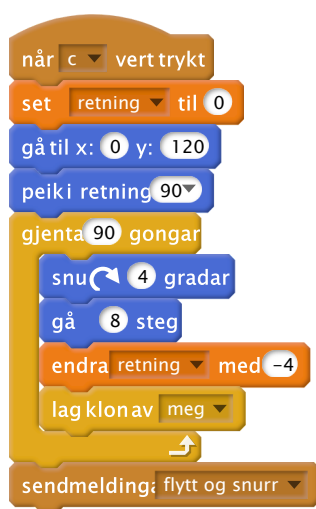 når c vert trykt
set retning til 0
gå til x: 0 y: 120
peik i retning 90
gjenta 90 gongar
snu 4 gradar
gå 8 steg
endra retning med -4
lag klon av meg
send meldinga flytt og snurr